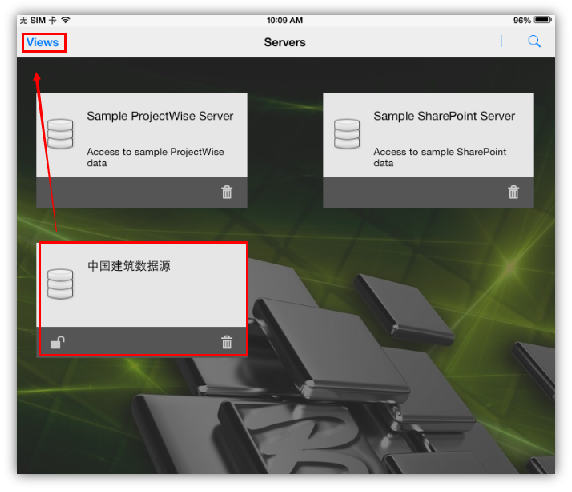 无 SIM 卡 10:09 AM 96%
Views Servers
Sample ProjectWise Server
Access to sample ProjectWise
data
Sample SharePoint Server
Access to sample SharePoint
data
中国建筑数据源